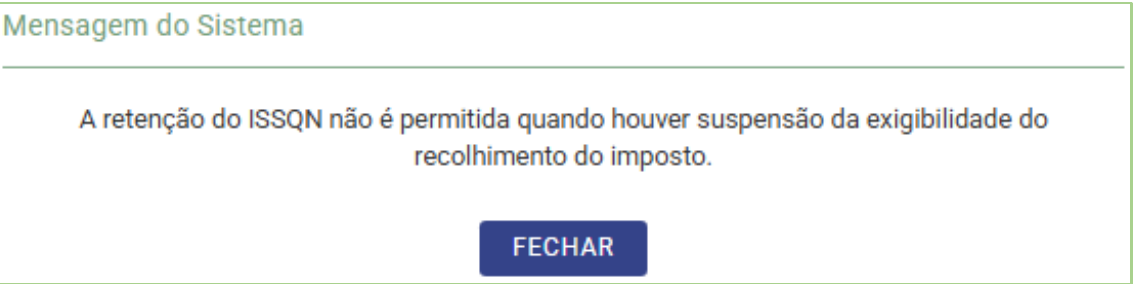 Mensagem do Sistema
A retenção do ISSQN não é permitida quando houver suspensão da exigibilidade do
recolhimento do imposto.
FECHAR